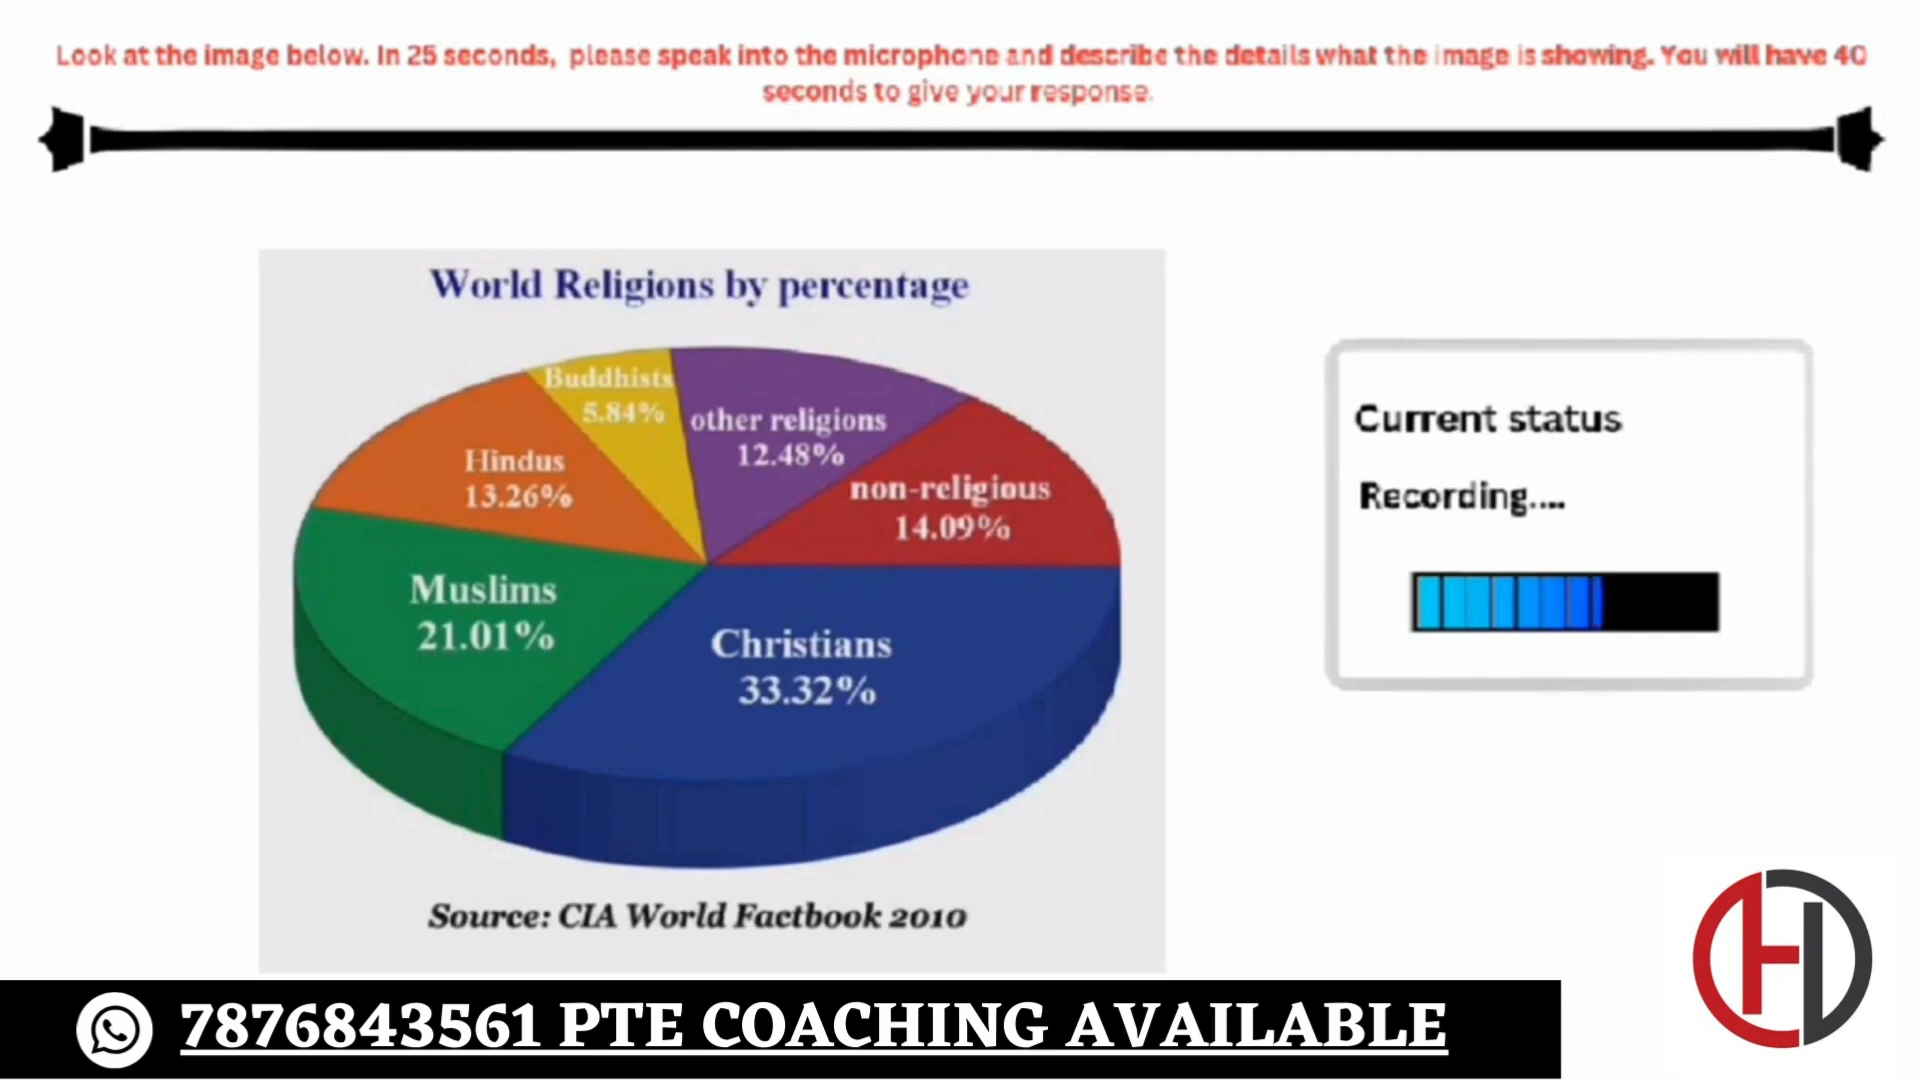 Look at the image below. In 25 seconds, please speak into the microphone and describe the details what the image is showing. You will have 40
seconds to give your response.
World Religions by percentage
Buddhists
5.84%
other religions
12.48%
Hindus
13.26%
non-religious
14.09%
Muslims
21.01%
Christians
33.32%
Source: CIA World Factbook 2010
Current status
Recording....
7876843561 PTE COACHING AVAILABLE